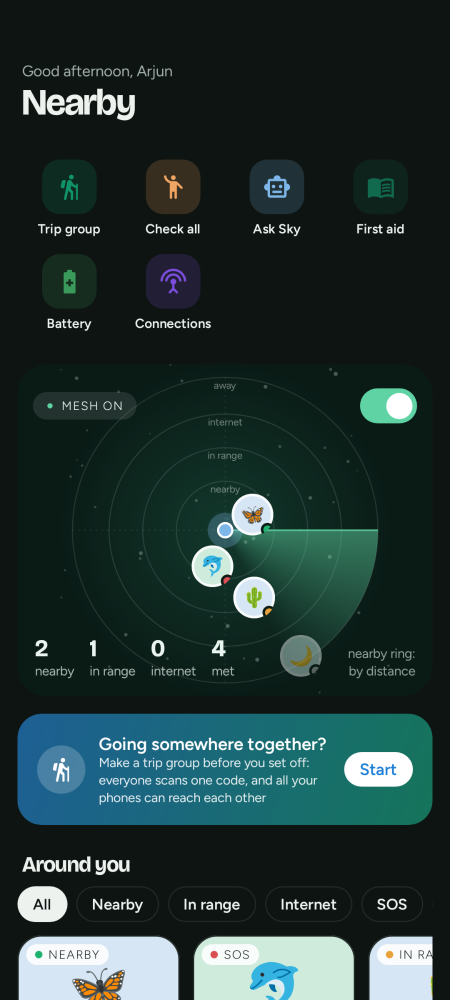 Good afternoon, Arjun
Nearby
Trip group
Check all
Ask Sky
First aid
Battery
Connections
MESH ON
away
internet
in range
nearby
2
nearby
1
in range
0
internet
4
met
nearby ring:
by distance
Going somewhere together?
Make a trip group before you set off:
everyone scans one code, and all your
phones can reach each other
Start
Around you
All
Nearby
In range
Internet
SOS
NEARBY
SOS
IN RA